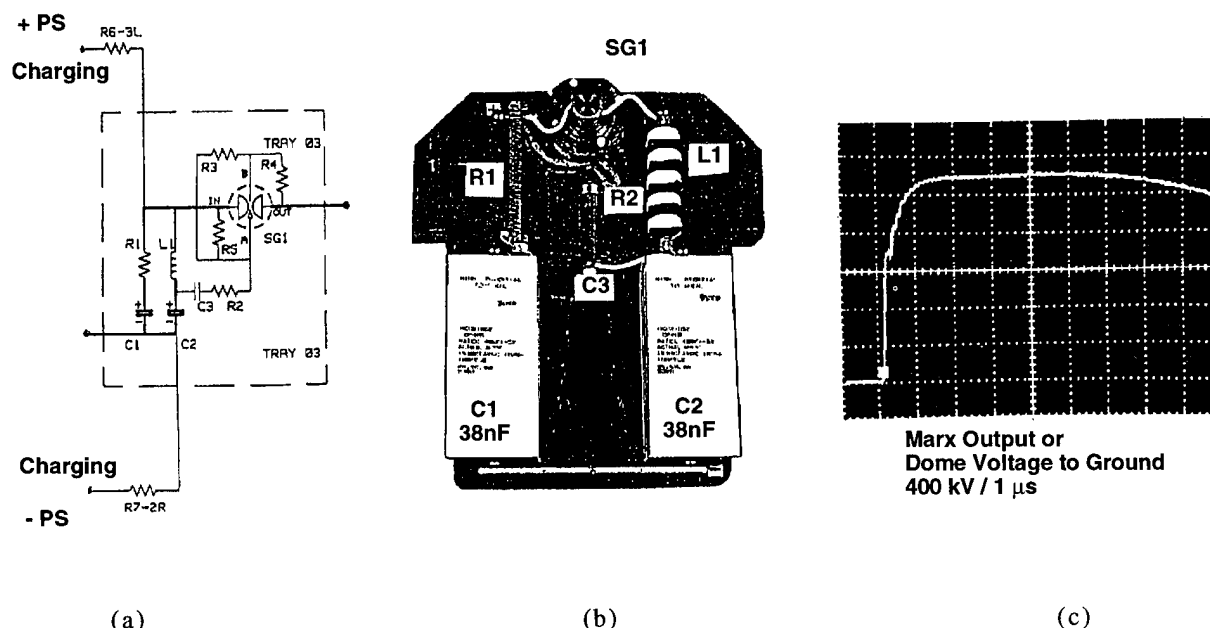 + PS
R6-3L
Charging
TRAY 03
R3
R4
B
IN
OUT
R5
SG1
A
R1
L1
+
+
C3
R2
-
-
C1
C2
TRAY 03
Charging
R7-2R
- PS
(a)
SG1
R1
L1
R2
C3
C1
38nF
C2
38nF
(b)
Marx Output or
Dome Voltage to Ground
400 kV / 1 μs
(c)